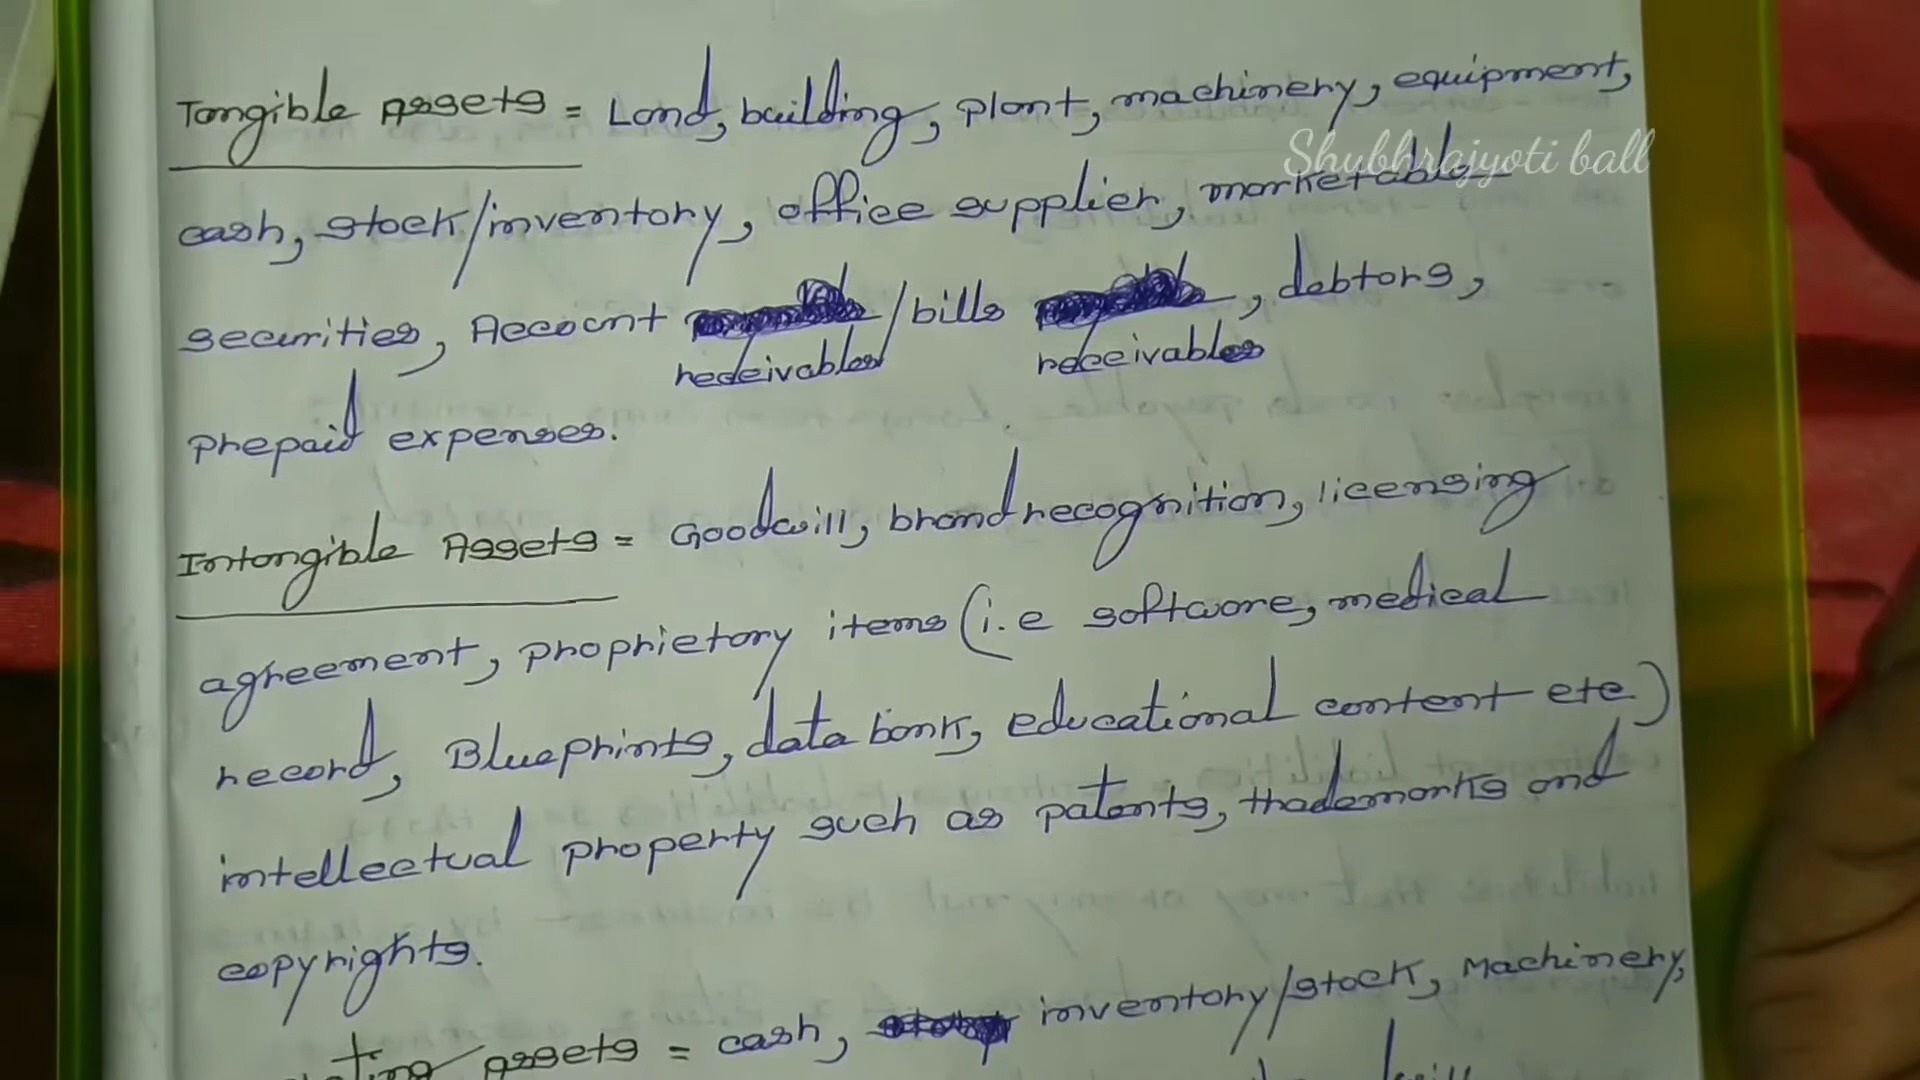 Tangible Assets = Land, building, plant, machinery, equipment,
Shubhrajyoti ball
cash, stock/inventory, office supplier, marketable
securities, Account receivables/bills receivables, debtors,
prepaid expenses.
Intangible Assets = Goodwill, brand recognition, licensing
agreement, proprietory items (i.e software, medical
record, Blueprints, data bank, educational content etc)
intellectual property such as patents, trademarks and
copyrights.
assets = cash, inventory/stock, Machinery,